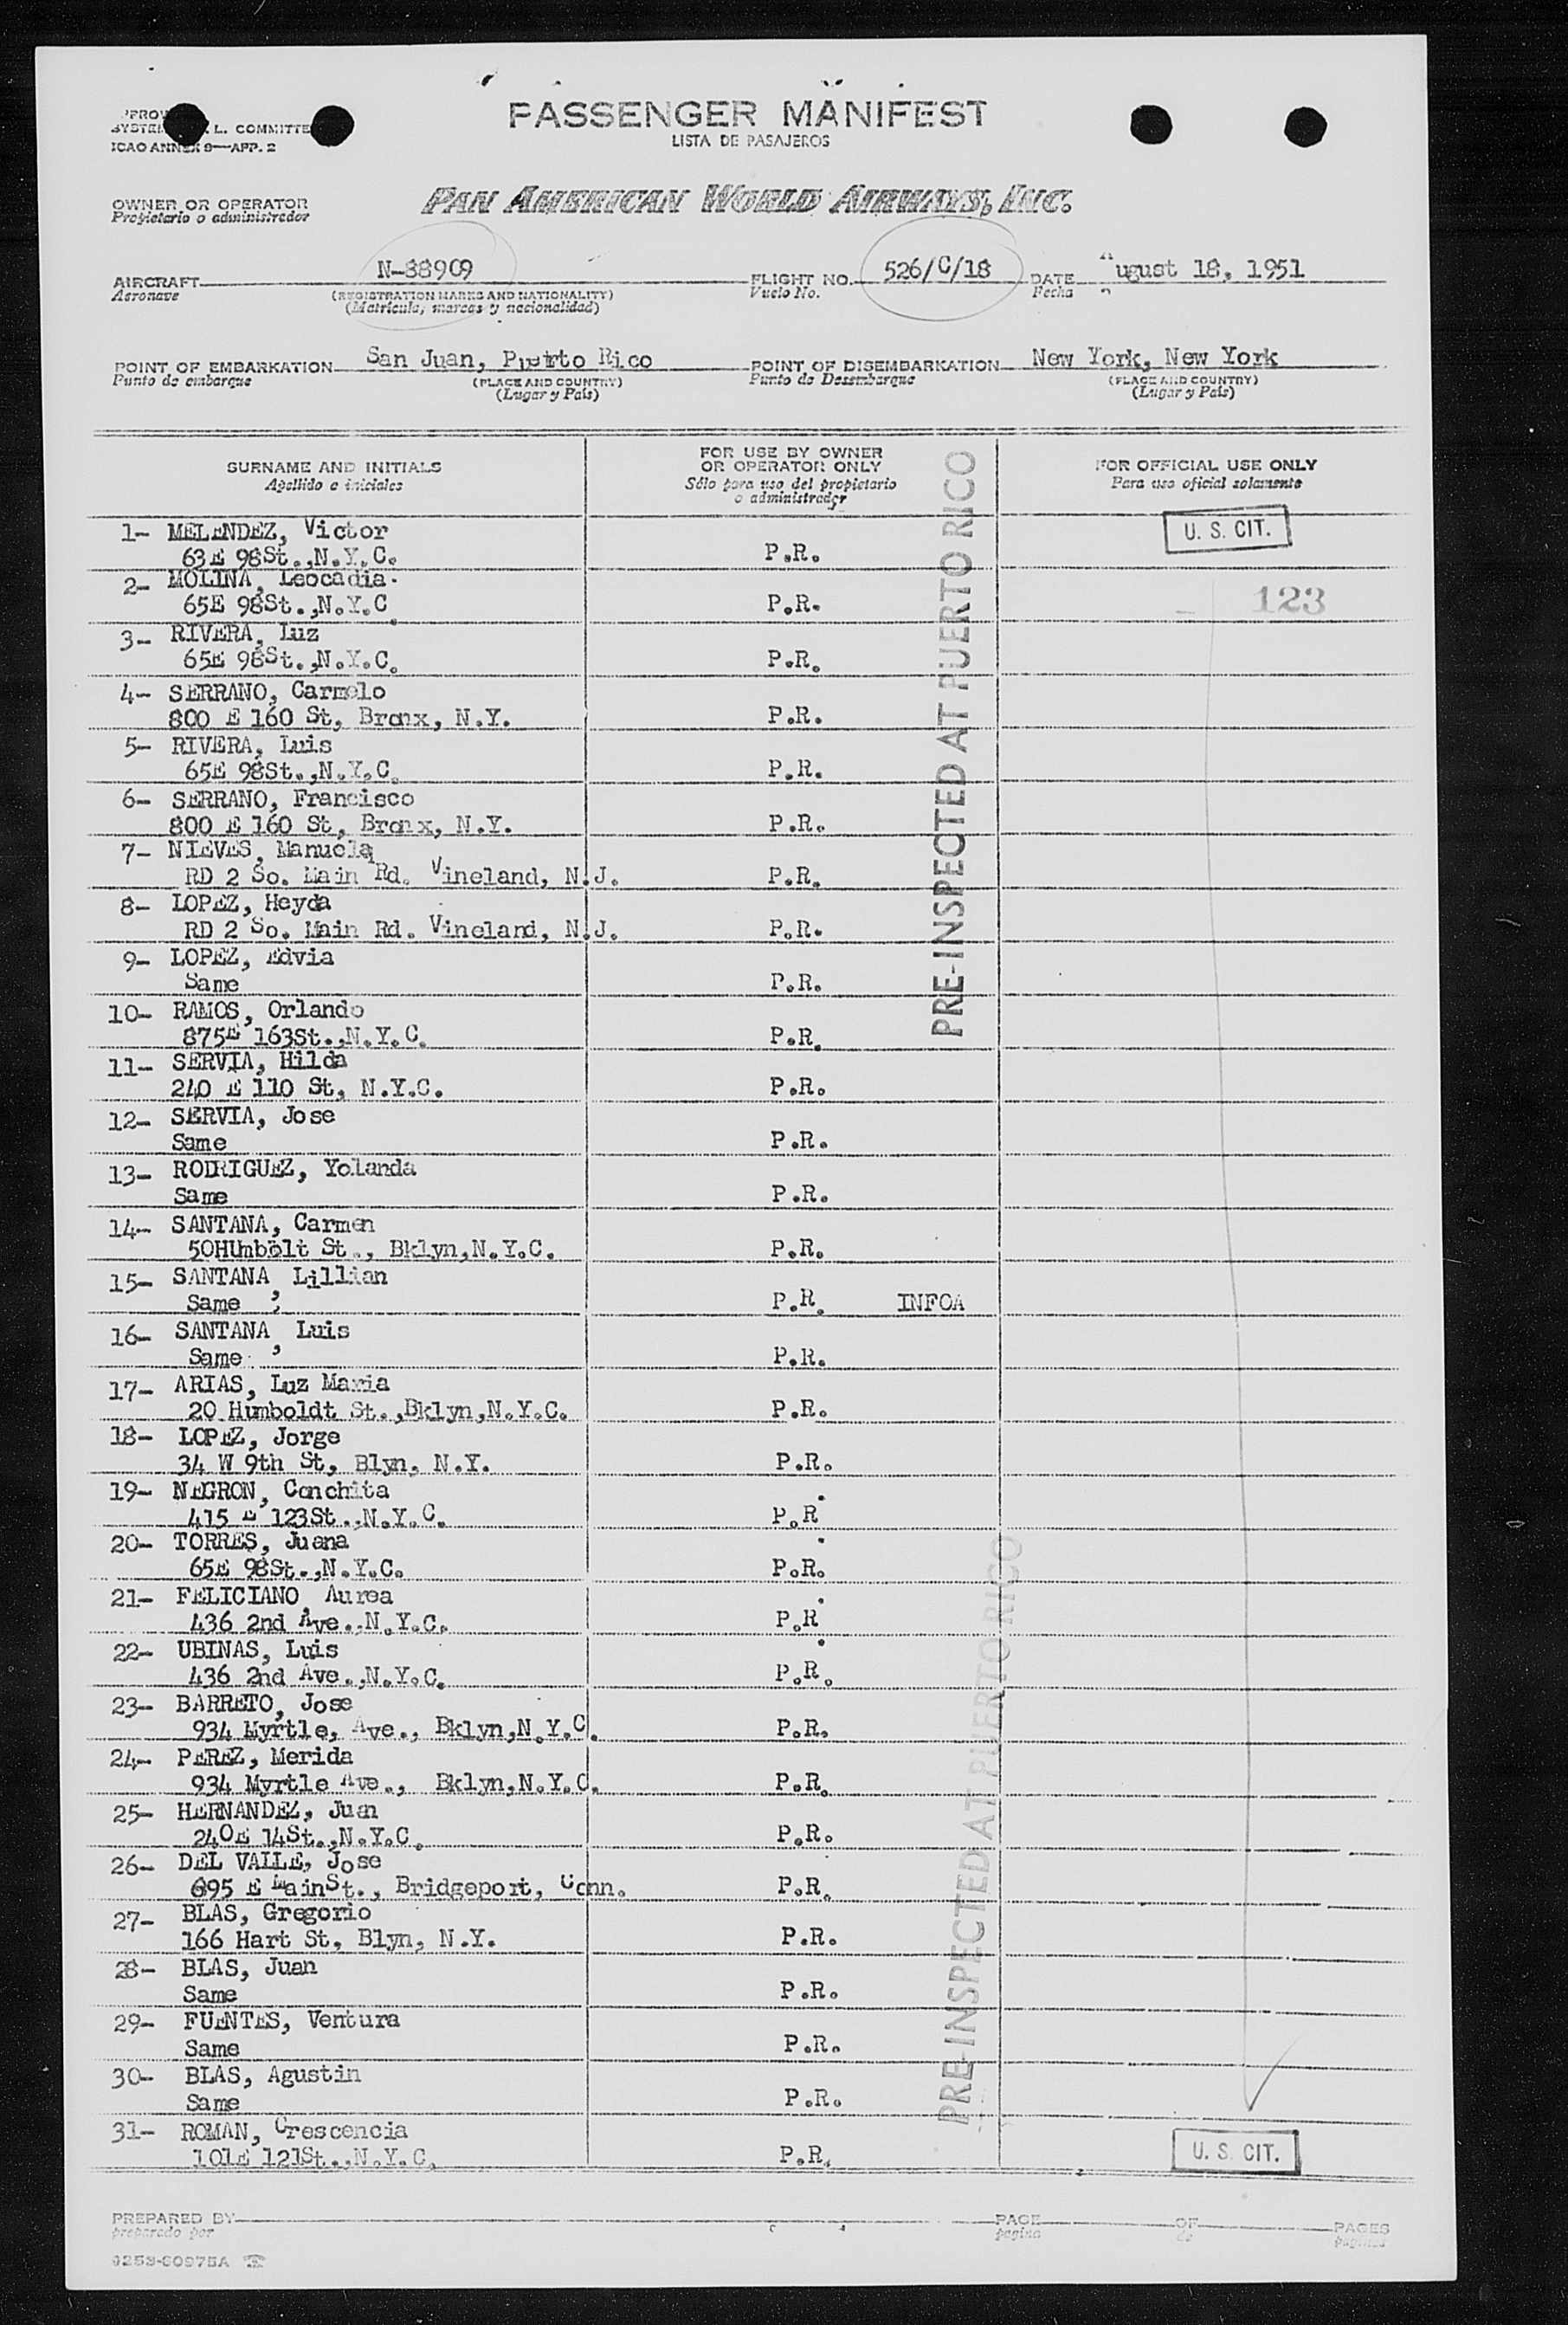 PASSENGER MANIFEST
LISTA DE PASAJEROS
L. COMMITTE
ICAO ANNEX 9—APP. 2
OWNER OR OPERATOR
Propietario o administrador
PAN AMERICAN WORLD AIRWAYS, INC.
AIRCRAFT N-88909 FLIGHT NO. 526/C/18 DATE August 18, 1951
Aeronave (REGISTRATION MARKS AND NATIONALITY) Vuelo No. Fecha
(Matrícula, marcas y nacionalidad)
POINT OF EMBARKATION San Juan, Puerto Rico POINT OF DISEMBARKATION New York, New York
Punto de embarque (PLACE AND COUNTRY) Punto de Desembarque (PLACE AND COUNTRY)
(Lugar y País) (Lugar y País)
SURNAME AND INITIALS
Apellido e iniciales
FOR USE BY OWNER
OR OPERATOR ONLY
Sólo para uso del propietario
o administrador
FOR OFFICIAL USE ONLY
Para uso oficial solamente
1- MELENDEZ, Victor U. S. CIT.
63E 98St.,N.Y.C. P.R.
2- MOLINA, Leocadia.
65E 98St.,N.Y.C. P.R. 123
3- RIVERA, Luz
65E 98St.,N.Y.C. P.R.
4- SERRANO, Carmelo
800 E 160 St, Bronx, N.Y. P.R.
5- RIVERA, Luis
65E 98St.,N.Y.C. P.R.
6- SERRANO, Francisco
800 E 160 St, Bronx, N.Y. P.R.
7- NIEVES, Manuela
RD 2 So. Main Rd. Vineland, N.J. P.R.
8- LOPEZ, Heyda
RD 2 So. Main Rd. Vineland, N.J. P.R.
9- LOPEZ, Edvia
Same P.R.
10- RAMOS, Orlando
875E 163St.,N.Y.C. P.R.
11- SERVIA, Hilda
240 E 110 St, N.Y.C. P.R.
12- SERVIA, Jose
Same P.R.
13- RODRIGUEZ, Yolanda
Same P.R.
14- SANTANA, Carmen
50HUmbolt St., Bklyn,N.Y.C. P.R.
15- SANTANA, Lillian
Same P.R. INFOA
16- SANTANA, Luis
Same P.R.
17- ARIAS, Luz Maria
20 Humboldt St.,Bklyn,N.Y.C. P.R.
18- LOPEZ, Jorge
34 W 9th St, Blyn, N.Y. P.R.
19- NEGRON, Conchita
415 E 123St.,N.Y.C. P.R.
20- TORRES, Juana
65E 98St.,N.Y.C. P.R.
21- FELICIANO, Aurea
436 2nd Ave.,N.Y.C. P.R.
22- UBINAS, Luis
436 2nd Ave.,N.Y.C. P.R.
23- BARRETO, Jose
934 Myrtle, Ave., Bklyn,N.Y.C. P.R.
24- PEREZ, Merida
934 Myrtle Ave., Bklyn,N.Y.C. P.R.
25- HERNANDEZ, Juan
240E 14St.,N.Y.C. P.R.
26- DEL VALLE, Jose
695 E MainSt., Bridgeport, Conn. P.R.
27- BLAS, Gregorio
166 Hart St, Blyn, N.Y. P.R.
28- BLAS, Juan
Same P.R.
29- FUENTES, Ventura
Same P.R.
30- BLAS, Agustin
Same P.R.
31- ROMAN, Crescencia
101E 121St.,N.Y.C. P.R. U. S. CIT.
PRE-INSPECTED AT PUERTO RICO
PRE-INSPECTED AT PUERTO RICO
PREPARED BY PAGE OF PAGES
preparado por página de páginas